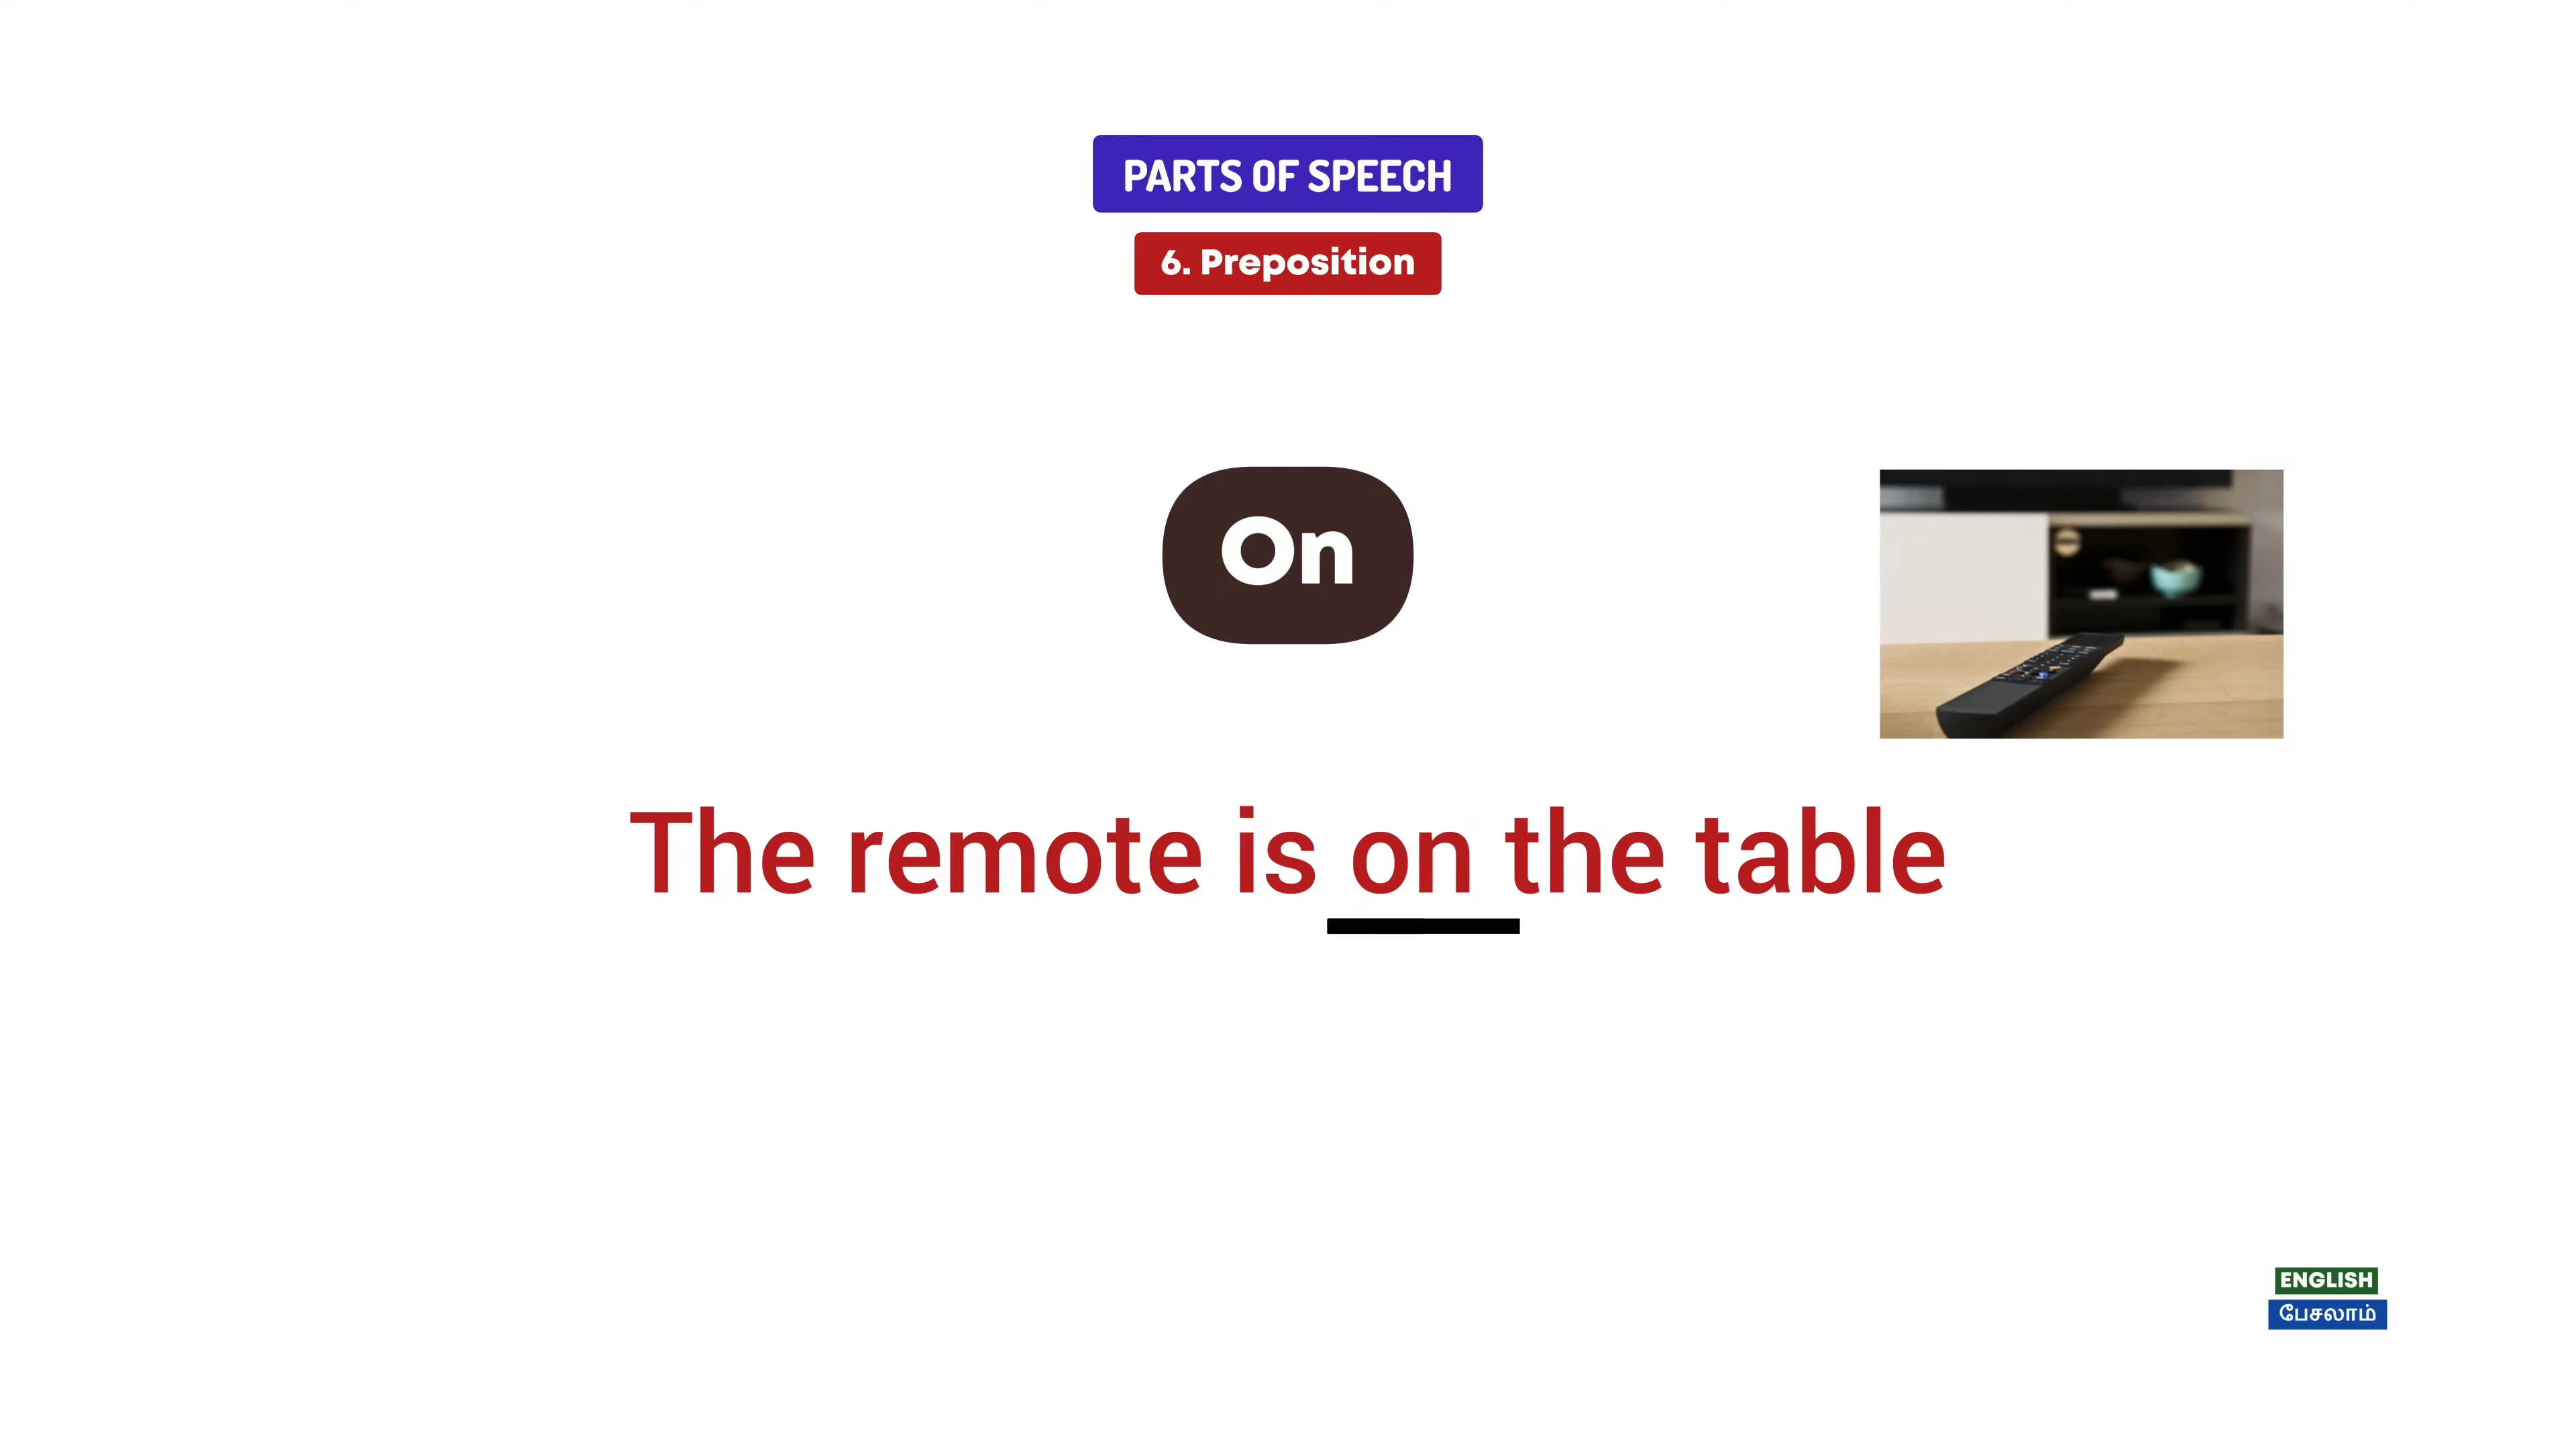 PARTS OF SPEECH
6. Preposition
On
The remote is on the table
ENGLISH
பேசலாம்